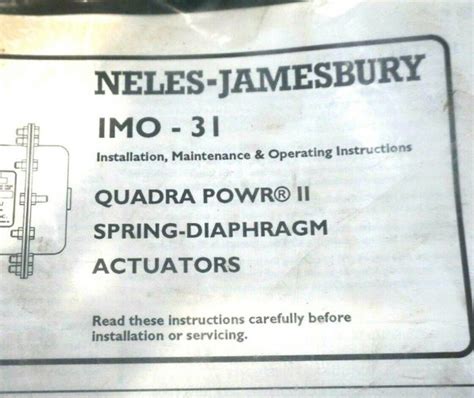 NELES-JAMESBURY
IMO - 31
Installation, Maintenance & Operating Instructions
QUADRA POWR® II
SPRING-DIAPHRAGM
ACTUATORS
Read these instructions carefully before
installation or servicing.